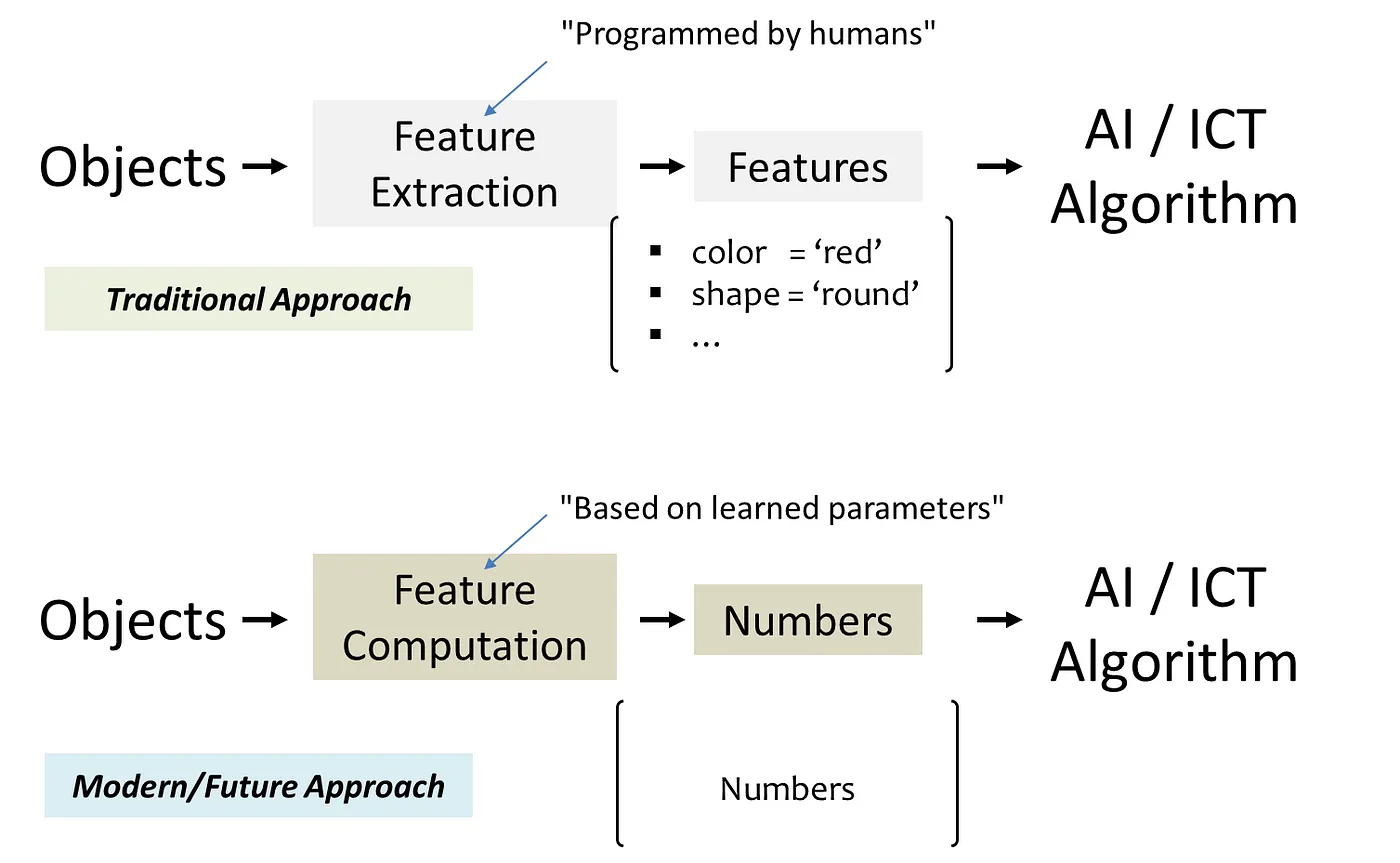 "Programmed by humans"
Objects
Feature
Extraction
Features
AI / ICT
Algorithm
▪ color = ‘red’
▪ shape = ‘round’
▪ ...
Traditional Approach
"Based on learned parameters"
Objects
Feature
Computation
Numbers
AI / ICT
Algorithm
Modern/Future Approach
Numbers